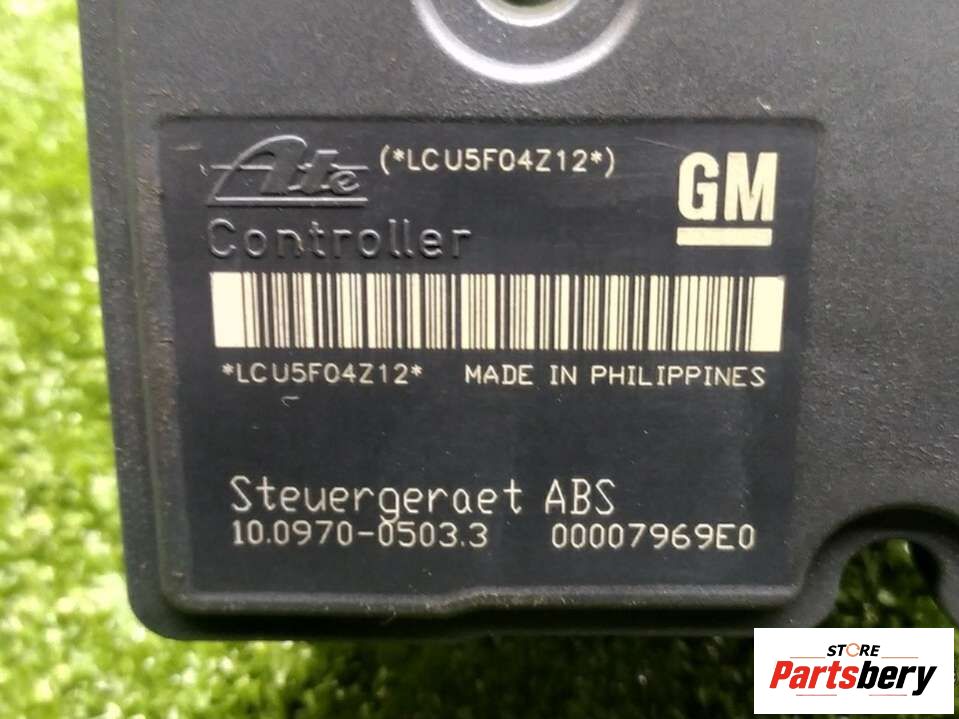 Ate (*LCU5F04Z12*)
GM
Controller
*LCU5F04Z12* MADE IN PHILIPPINES
Steuergeraet ABS
10.0970-0503.3 00007969E0
STORE
Partsbery